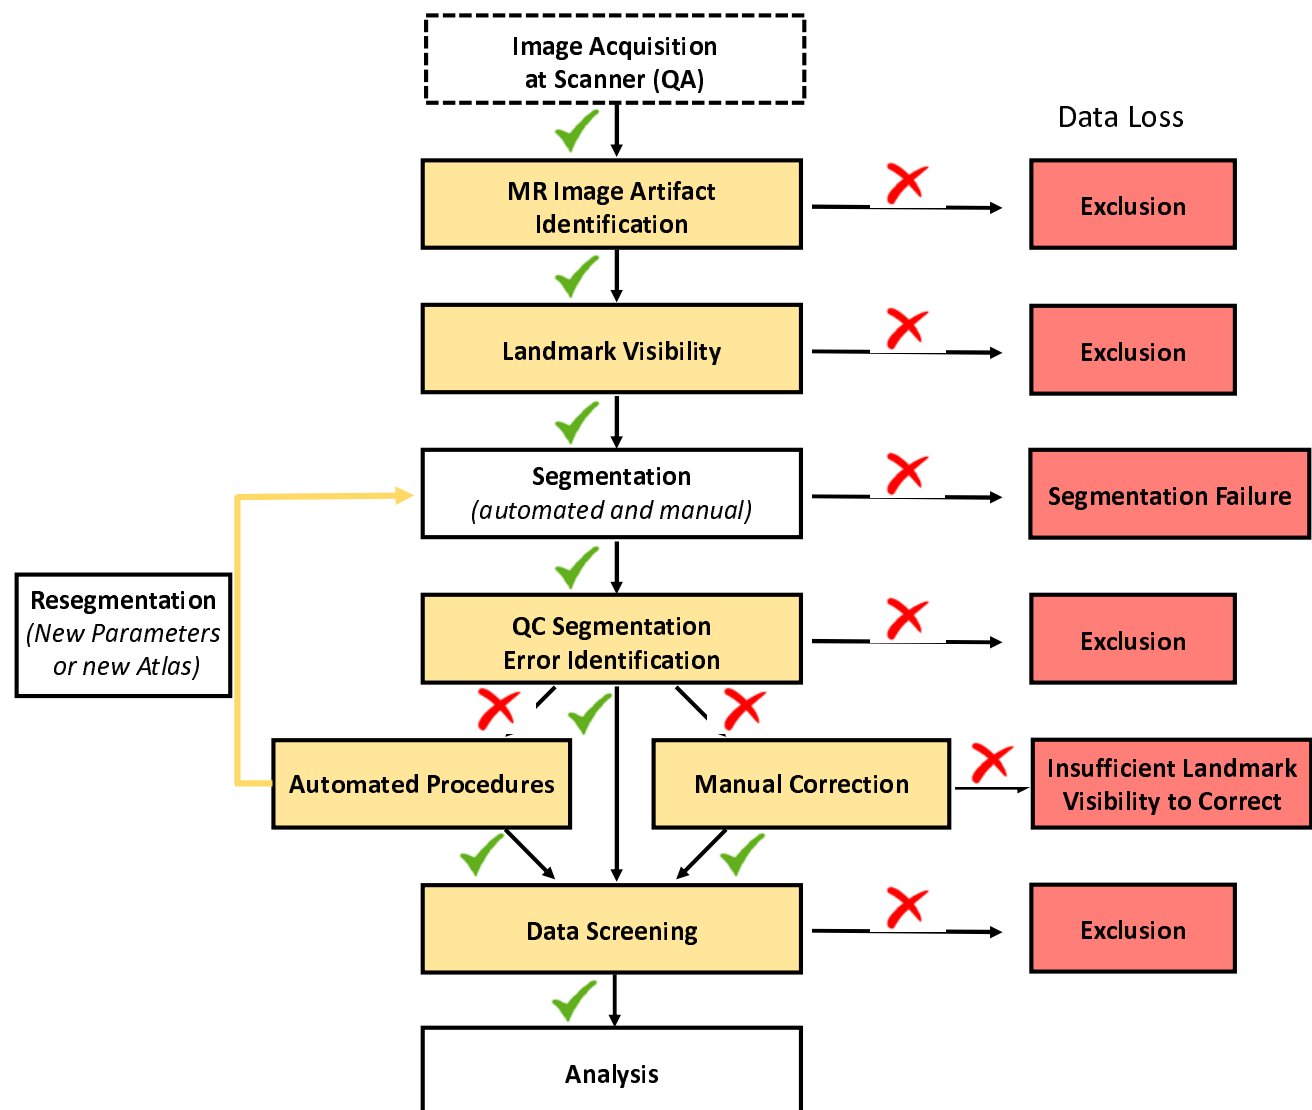 Image Acquisition
at Scanner (QA)
Data Loss
MR Image Artifact
Identification
Exclusion
Landmark Visibility
Exclusion
Segmentation
(automated and manual)
Segmentation Failure
Resegmentation
(New Parameters
or new Atlas)
QC Segmentation
Error Identification
Exclusion
Automated Procedures
Manual Correction
Insufficient Landmark
Visibility to Correct
Data Screening
Exclusion
Analysis